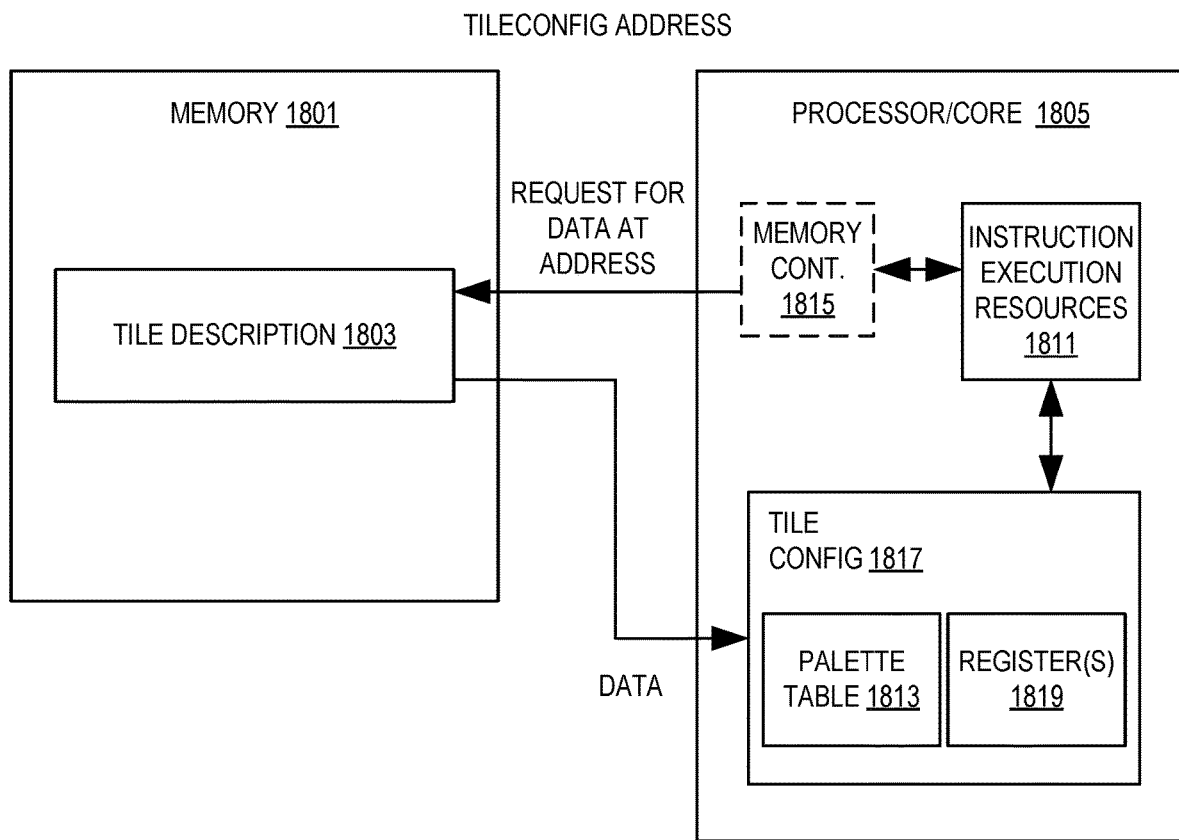 TILECONFIG ADDRESS
MEMORY 1801
PROCESSOR/CORE 1805
REQUEST FOR
DATA AT
ADDRESS
MEMORY
CONT.
1815
INSTRUCTION
EXECUTION
RESOURCES
1811
TILE DESCRIPTION 1803
TILE
CONFIG 1817
DATA
PALETTE
TABLE 1813
REGISTER(S)
1819